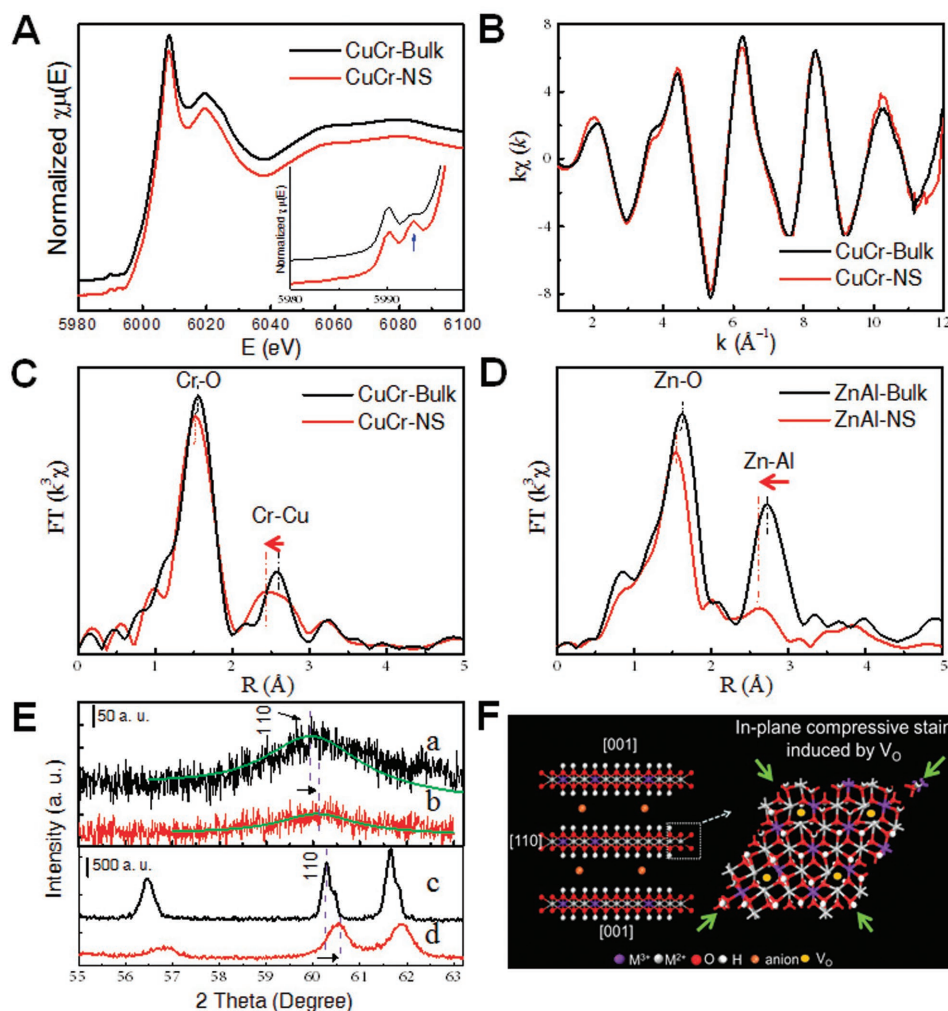 A
CuCr-Bulk
CuCr-NS
Normalized χμ(E)
Normalized χμ(E)
5980
5990
5980 6000 6020 6040 6060 6080 6100
E (eV)
B
8
4
0
-4
-8
kχ (k)
CuCr-Bulk
CuCr-NS
2 4 6 8 10 12
k (Å⁻¹)
C
Cr-O
CuCr-Bulk
CuCr-NS
Cr-Cu
FT (k³χ)
0 1 2 3 4 5
R (Å)
D
Zn-O
ZnAl-Bulk
ZnAl-NS
Zn-Al
FT (k³χ)
0 1 2 3 4 5
R (Å)
E
50 a. u.
110
a
b
500 a. u.
110
c
d
Intensity (a. u.)
55 56 57 58 59 60 61 62 63
2 Theta (Degree)
F
In-plane compressive stain
induced by V_O
[001]
[110]
[001]
M³⁺ M²⁺ O H anion V_O